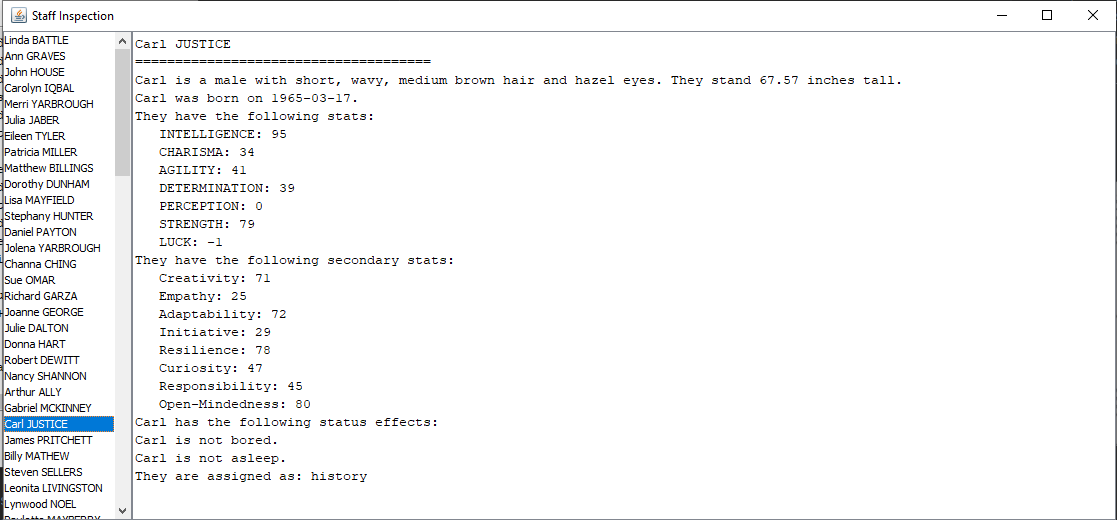 Staff Inspection
Linda BATTLE
Ann GRAVES
John HOUSE
Carolyn IQBAL
Merri YARBROUGH
Julia JABER
Eileen TYLER
Patricia MILLER
Matthew BILLINGS
Dorothy DUNHAM
Lisa MAYFIELD
Stephany HUNTER
Daniel PAYTON
Jolena YARBROUGH
Channa CHING
Sue OMAR
Richard GARZA
Joanne GEORGE
Julie DALTON
Donna HART
Robert DEWITT
Nancy SHANNON
Arthur ALLY
Gabriel MCKINNEY
Carl JUSTICE
James PRITCHETT
Billy MATHEW
Steven SELLERS
Leonita LIVINGSTON
Lynwood NOEL
Carl JUSTICE
=====================================
Carl is a male with short, wavy, medium brown hair and hazel eyes. They stand 67.57 inches tall.
Carl was born on 1965-03-17.
They have the following stats:
INTELLIGENCE: 95
CHARISMA: 34
AGILITY: 41
DETERMINATION: 39
PERCEPTION: 0
STRENGTH: 79
LUCK: -1
They have the following secondary stats:
Creativity: 71
Empathy: 25
Adaptability: 72
Initiative: 29
Resilience: 78
Curiosity: 47
Responsibility: 45
Open-Mindedness: 80
Carl has the following status effects:
Carl is not bored.
Carl is not asleep.
They are assigned as: history